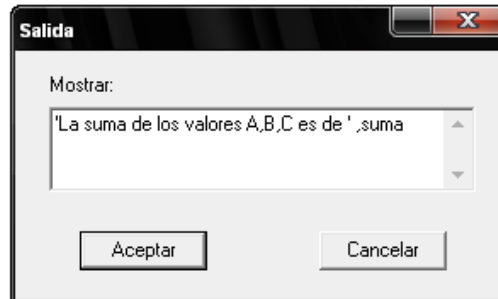 Salida
Mostrar:
'La suma de los valores A,B,C es de ' ,suma
Aceptar
Cancelar